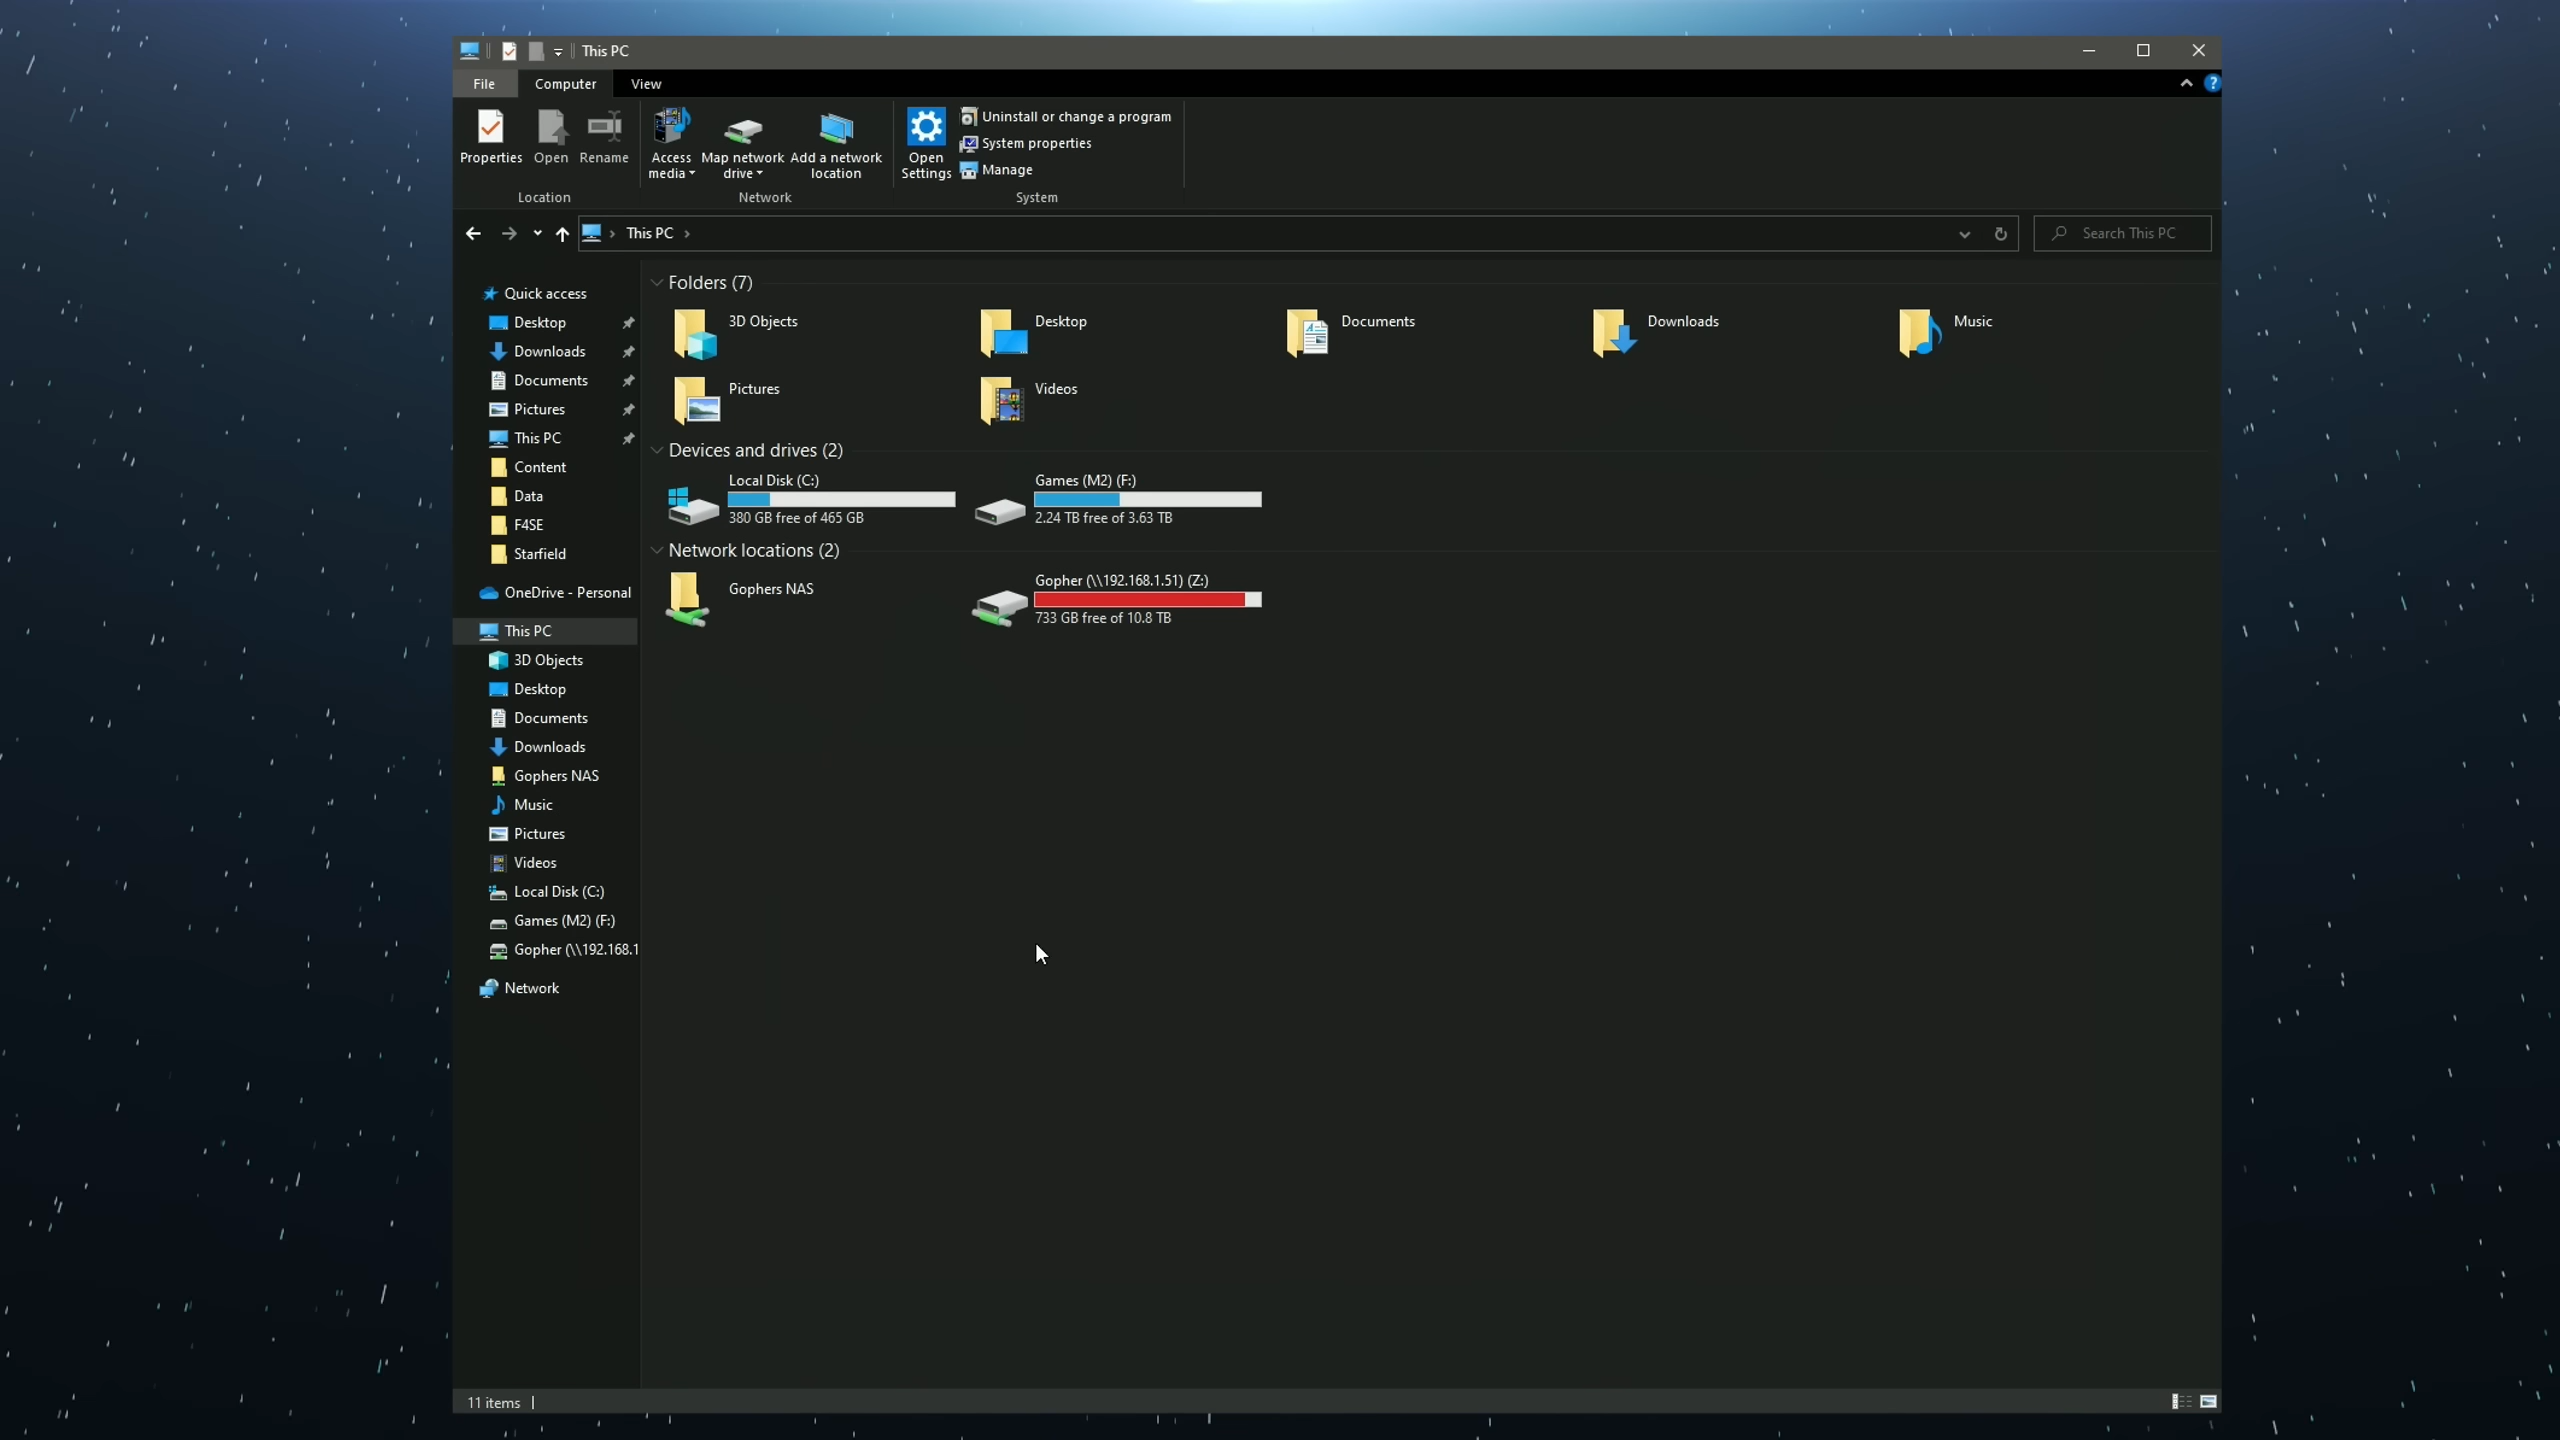 This PC
File
Computer
View
?
Properties
Open
Rename
Access media
Map network drive
Add a network location
Open Settings
Uninstall or change a program
System properties
Manage
Location
Network
System
This PC
Search This PC
Quick access
Desktop
Downloads
Documents
Pictures
This PC
Content
Data
F4SE
Starfield
OneDrive - Personal
This PC
3D Objects
Desktop
Documents
Downloads
Gophers NAS
Music
Pictures
Videos
Local Disk (C:)
Games (M2) (F:)
Gopher (\\192.168.1
Network
Folders (7)
3D Objects
Desktop
Documents
Downloads
Music
Pictures
Videos
Devices and drives (2)
Local Disk (C:)
380 GB free of 465 GB
Games (M2) (F:)
2.24 TB free of 3.63 TB
Network locations (2)
Gophers NAS
Gopher (\\192.168.1.51) (Z:)
733 GB free of 10.8 TB
11 items